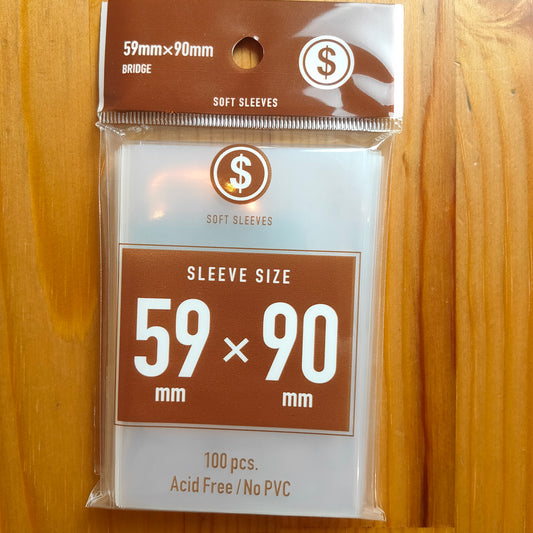 59mm×90mm
BRIDGE
$
SOFT SLEEVES
$
SOFT SLEEVES
SLEEVE SIZE
59 × 90
mm mm
100 pcs.
Acid Free / No PVC